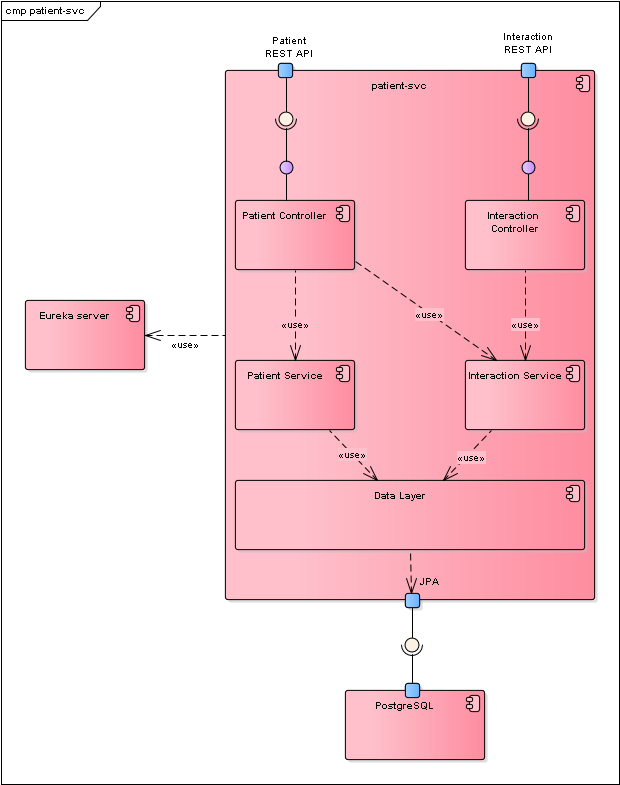 cmp patient-svc
Patient
REST API
Interaction
REST API
patient-svc
Patient Controller
Interaction
Controller
Eureka server
«use»
«use»
«use»
«use»
Patient Service
Interaction Service
«use»
«use»
Data Layer
JPA
PostgreSQL